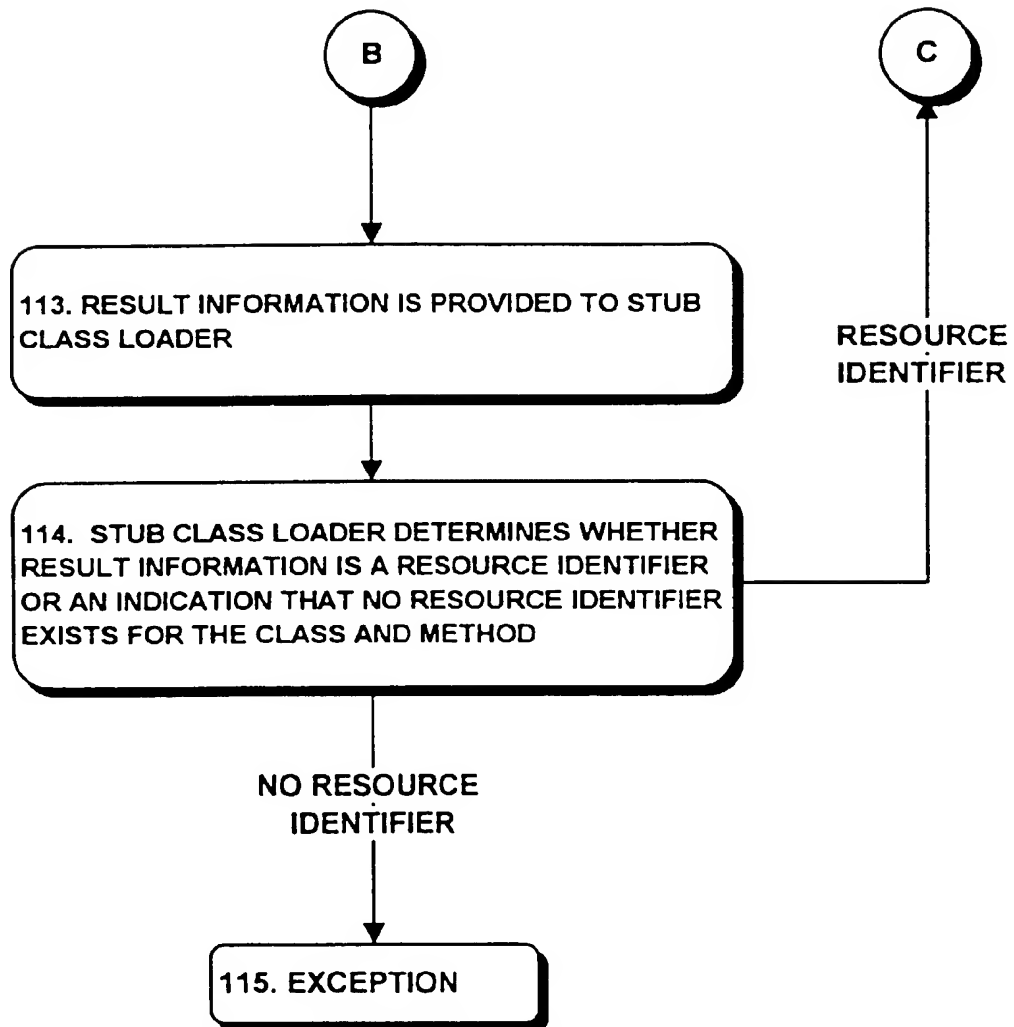 B
C
113. RESULT INFORMATION IS PROVIDED TO STUB
CLASS LOADER
RESOURCE
IDENTIFIER
114. STUB CLASS LOADER DETERMINES WHETHER
RESULT INFORMATION IS A RESOURCE IDENTIFIER
OR AN INDICATION THAT NO RESOURCE IDENTIFIER
EXISTS FOR THE CLASS AND METHOD
NO RESOURCE
IDENTIFIER
115. EXCEPTION